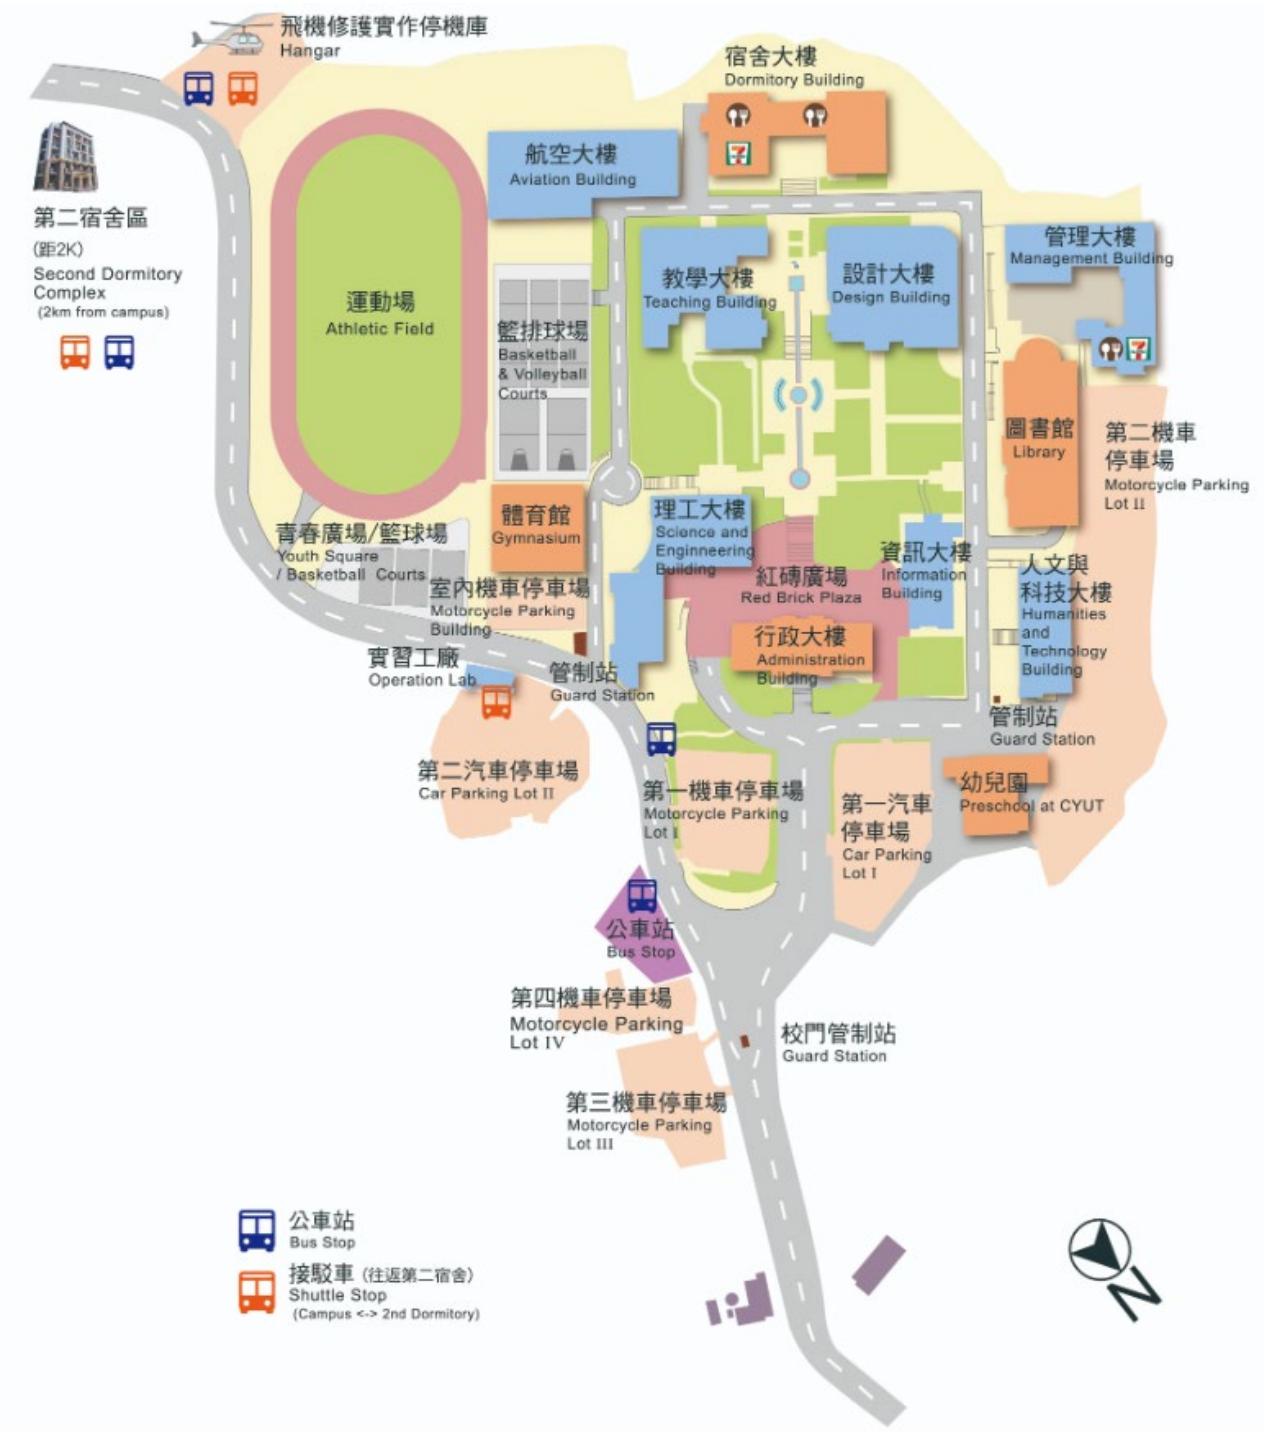 飛機修護實作停機庫
Hangar
宿舍大樓
Dormitory Building
航空大樓
Aviation Building
第二宿舍區
(距2K)
Second Dormitory
Complex
(2km from campus)
運動場
Athletic Field
籃排球場
Basketball
& Volleyball
Courts
教學大樓
Teaching Building
設計大樓
Design Building
管理大樓
Management Building
圖書館
Library
第二機車
停車場
Motorcycle Parking
Lot II
體育館
Gymnasium
理工大樓
Science and
Enginneering
Building
青春廣場/籃球場
Youth Square
/ Basketball Courts
室內機車停車場
Motorcycle Parking
Building
紅磚廣場
Red Brick Plaza
資訊大樓
Information
Building
人文與
科技大樓
Humanities
and
Technology
Building
行政大樓
Administration
Building
實習工廠
Operation Lab
管制站
Guard Station
管制站
Guard Station
第二汽車停車場
Car Parking Lot II
第一機車停車場
Motorcycle Parking
Lot I
第一汽車
停車場
Car Parking
Lot I
幼兒園
Preschool at CYUT
公車站
Bus Stop
第四機車停車場
Motorcycle Parking
Lot IV
校門管制站
Guard Station
第三機車停車場
Motorcycle Parking
Lot III
公車站
Bus Stop
接駁車 (往返第二宿舍)
Shuttle Stop
(Campus <-> 2nd Dormitory)
N